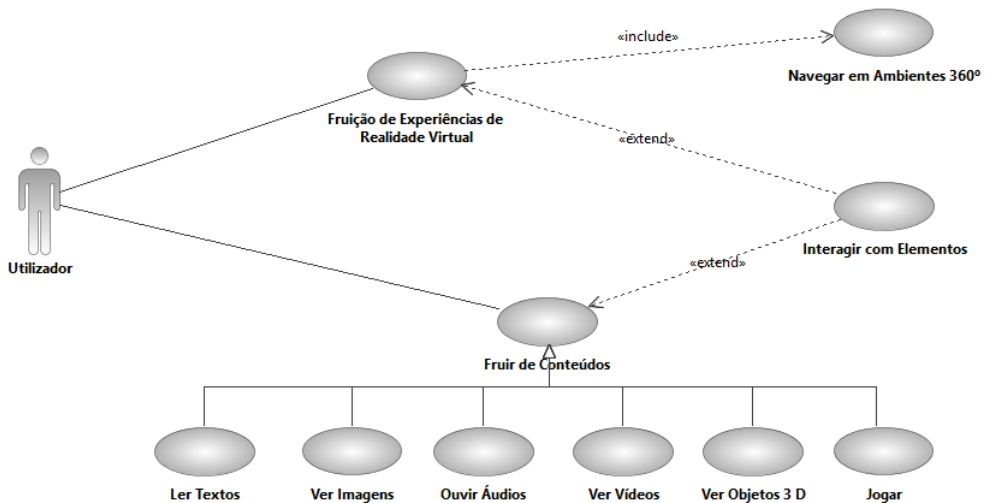 «include»
Navegar em Ambientes 360º
Fruição de Experiências de
Realidade Virtual
«extend»
Interagir com Elementos
Utilizador
«extend»
Fruir de Conteúdos
Ler Textos
Ver Imagens
Ouvir Áudios
Ver Vídeos
Ver Objetos 3 D
Jogar